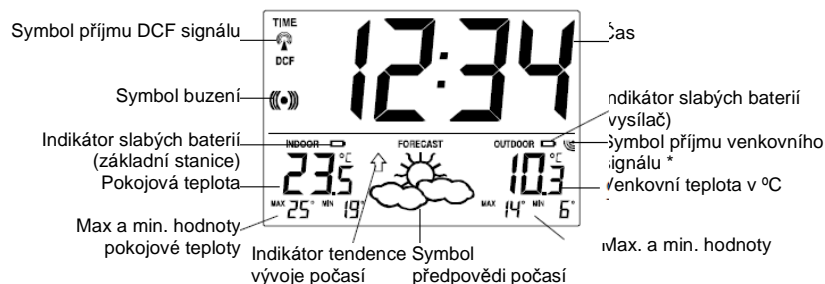 TIME
Symbol příjmu DCF signálu
DCF
12:34
Čas
Symbol buzení
Indikátor slabých baterií
(základní stanice)
Pokojová teplota
INDOOR
FORECAST
OUTDOOR
23.5 °C
10.3 °C
MAX 25° MIN 19°
MAX 14° MIN 6°
ndikátor slabých baterií
vysílač)
Symbol příjmu venkovního
signálu *
Venkovní teplota v ºC
Max a min. hodnoty
pokojové teploty
Indikátor tendence
vývoje počasí
Symbol
předpovědi počasí
Max. a min. hodnoty